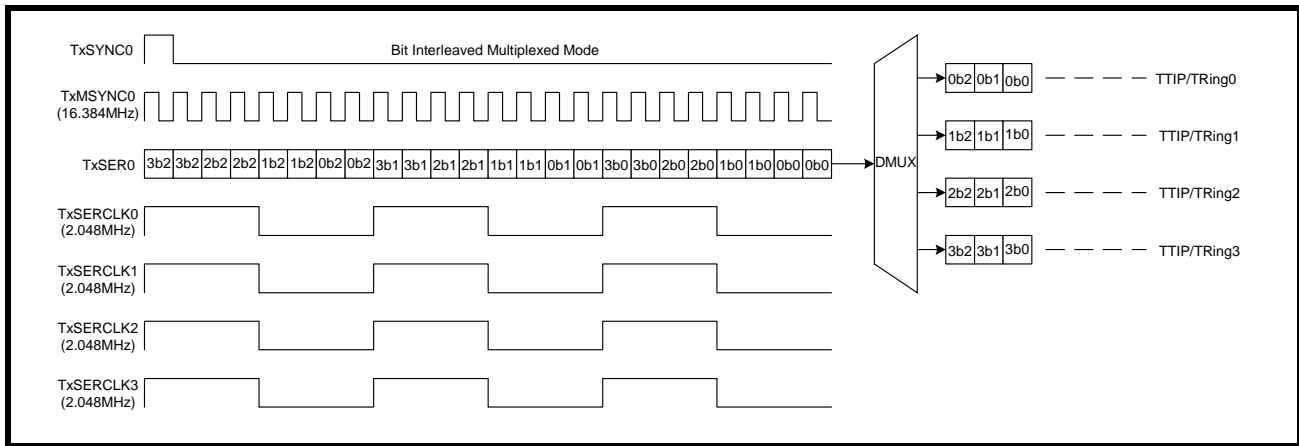 TxSYNC0
Bit Interleaved Multiplexed Mode
TxMSYNC0
(16.384MHz)
TxSER0
3b2 3b2 2b2 2b2 1b2 1b2 0b2 0b2 3b1 3b1 2b1 2b1 1b1 1b1 0b1 0b1 3b0 3b0 2b0 2b0 1b0 1b0 0b0 0b0
TxSERCLK0
(2.048MHz)
TxSERCLK1
(2.048MHz)
TxSERCLK2
(2.048MHz)
TxSERCLK3
(2.048MHz)
DMUX
0b2 0b1 0b0
TTIP/TRing0
1b2 1b1 1b0
TTIP/TRing1
2b2 2b1 2b0
TTIP/TRing2
3b2 3b1 3b0
TTIP/TRing3